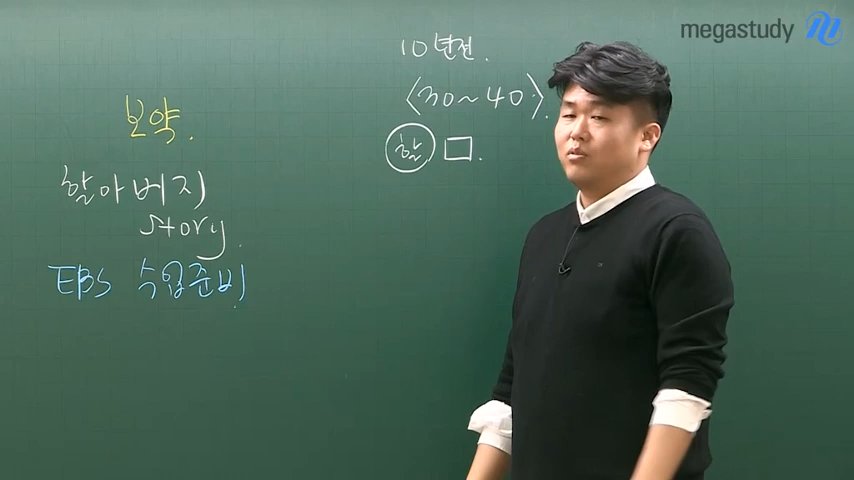 megastudy
보약.
할아버지
story.
EBS 수업준비
10년전.
<30~40>.
할 □.